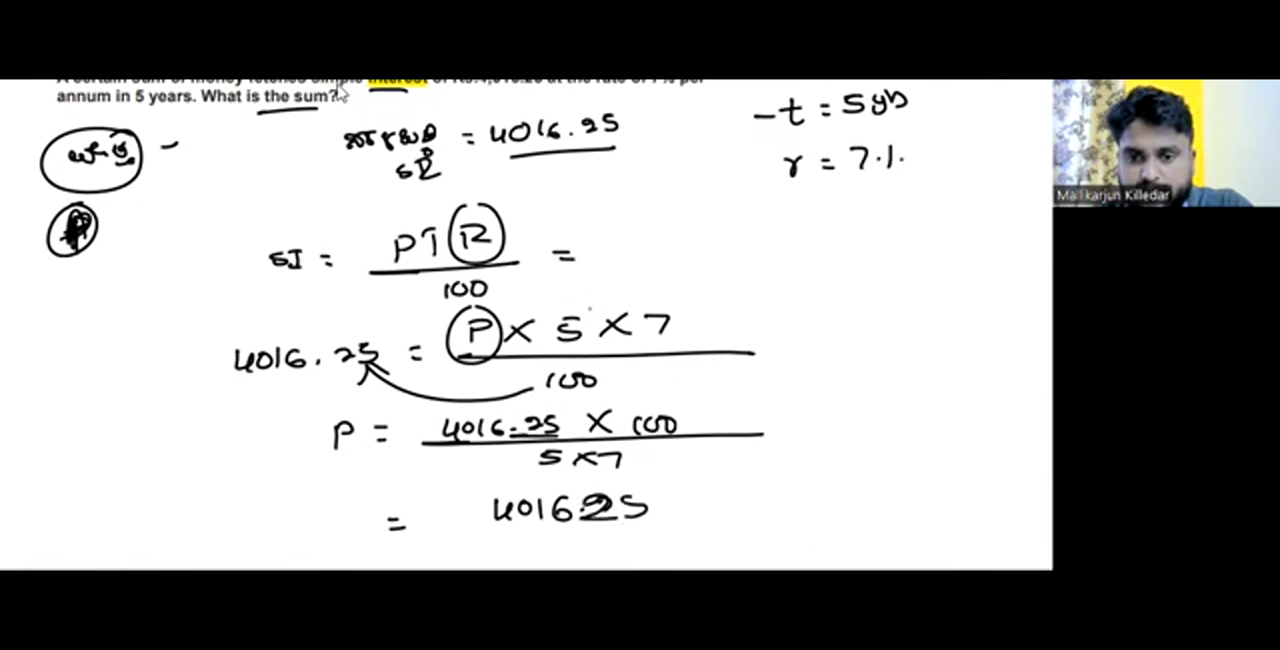 annum in 5 years. What is the sum?
= 4016.25
- t = 5 yrs
r = 7.1.
SI = PTR =
100
4016.25 = P X 5 X 7
100
P = 4016.25 X 100
5 X 7
= 401625
Mallikarjun Killedar